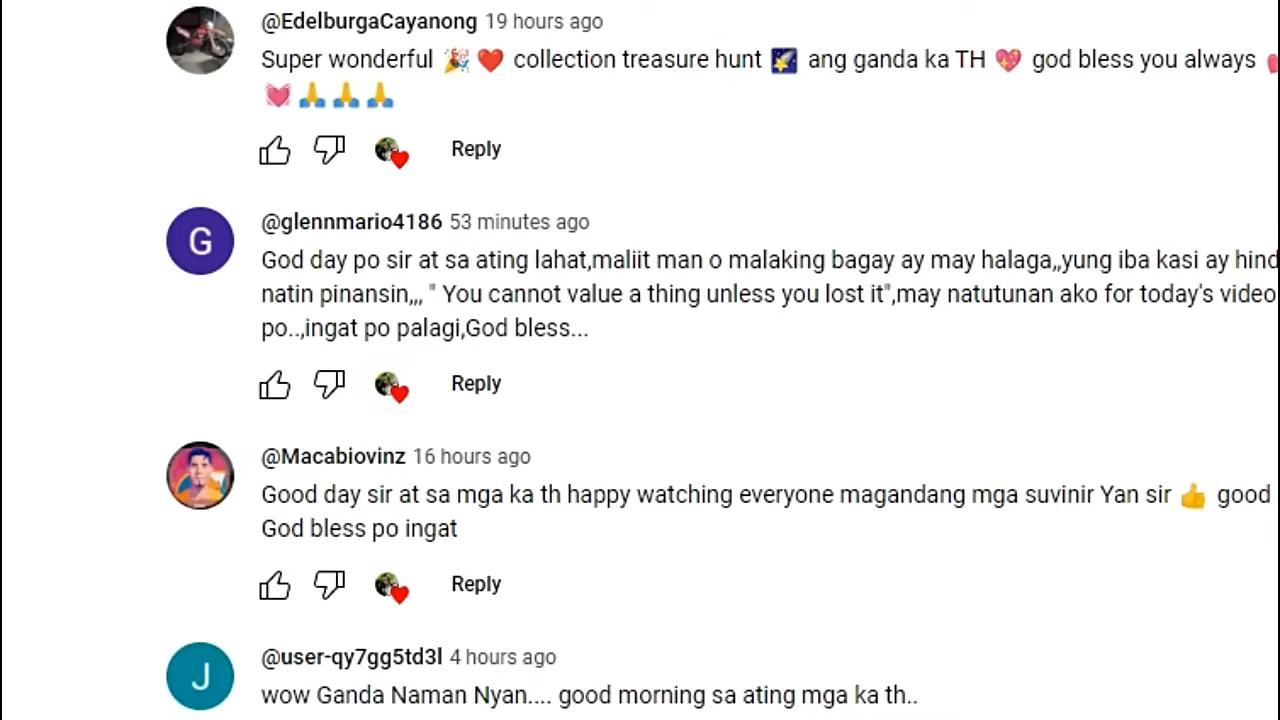 @EdelburgaCayanong 19 hours ago
Super wonderful 🎉 ❤️ collection treasure hunt 🌠 ang ganda ka TH 💖 god bless you always
💓🙏🙏🙏
Reply
G
@glennmario4186 53 minutes ago
God day po sir at sa ating lahat,maliit man o malaking bagay ay may halaga,,yung iba kasi ay hind
natin pinansin,,, " You cannot value a thing unless you lost it",may natutunan ako for today's video
po..,ingat po palagi,God bless...
Reply
@Macabiovinz 16 hours ago
Good day sir at sa mga ka th happy watching everyone magandang mga suvinir Yan sir 👍 good
God bless po ingat
Reply
J
@user-qy7gg5td3l 4 hours ago
wow Ganda Naman Nyan.... good morning sa ating mga ka th..